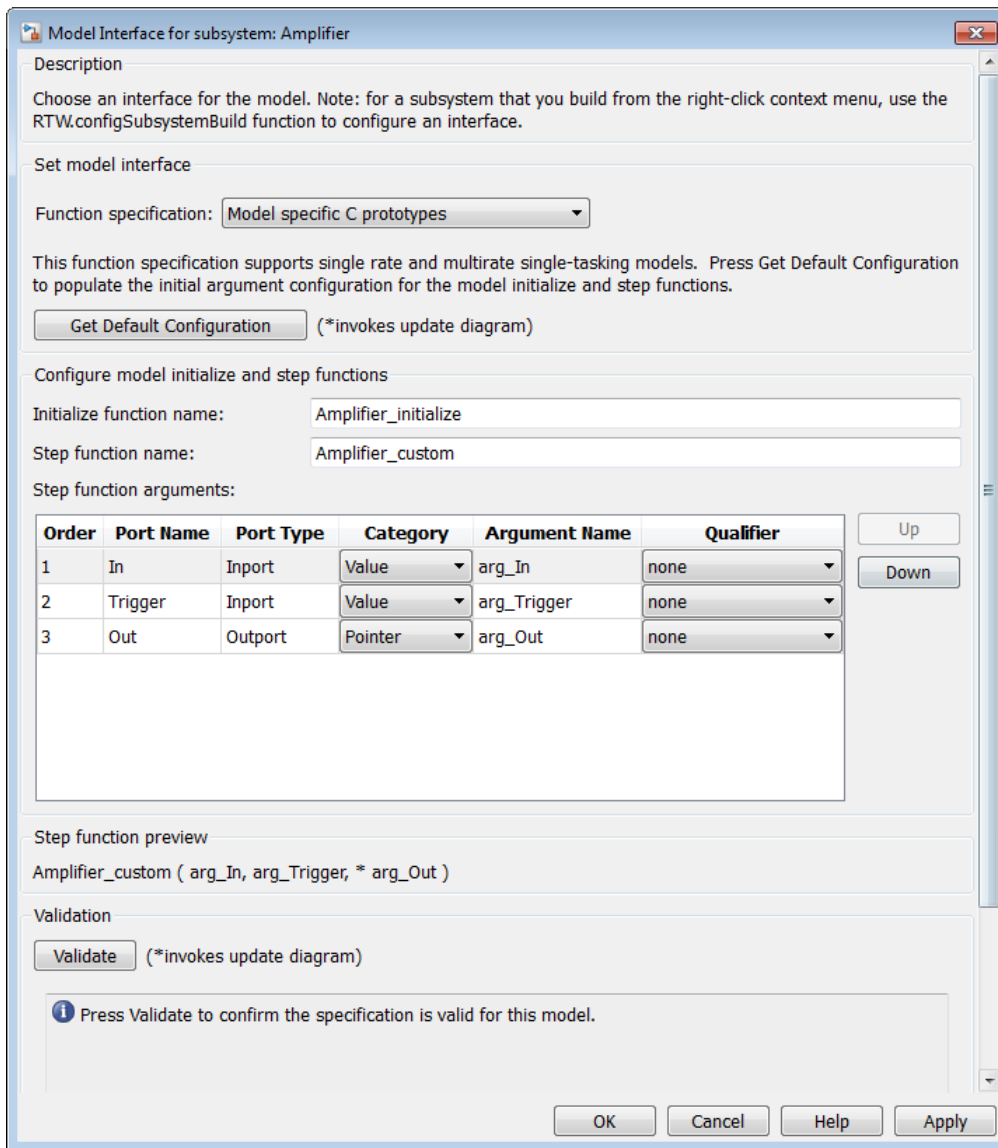 Model Interface for subsystem: Amplifier
Description
Choose an interface for the model. Note: for a subsystem that you build from the right-click context menu, use the
RTW.configSubsystemBuild function to configure an interface.
Set model interface
Function specification: Model specific C prototypes
This function specification supports single rate and multirate single-tasking models. Press Get Default Configuration
to populate the initial argument configuration for the model initialize and step functions.
Get Default Configuration (*invokes update diagram)
Configure model initialize and step functions
Initialize function name: Amplifier_initialize
Step function name: Amplifier_custom
Step function arguments:
Order Port Name Port Type Category Argument Name Qualifier Up
1 In Inport Value arg_In none Down
2 Trigger Inport Value arg_Trigger none
3 Out Outport Pointer arg_Out none
Step function preview
Amplifier_custom ( arg_In, arg_Trigger, * arg_Out )
Validation
Validate (*invokes update diagram)
Press Validate to confirm the specification is valid for this model.
OK Cancel Help Apply